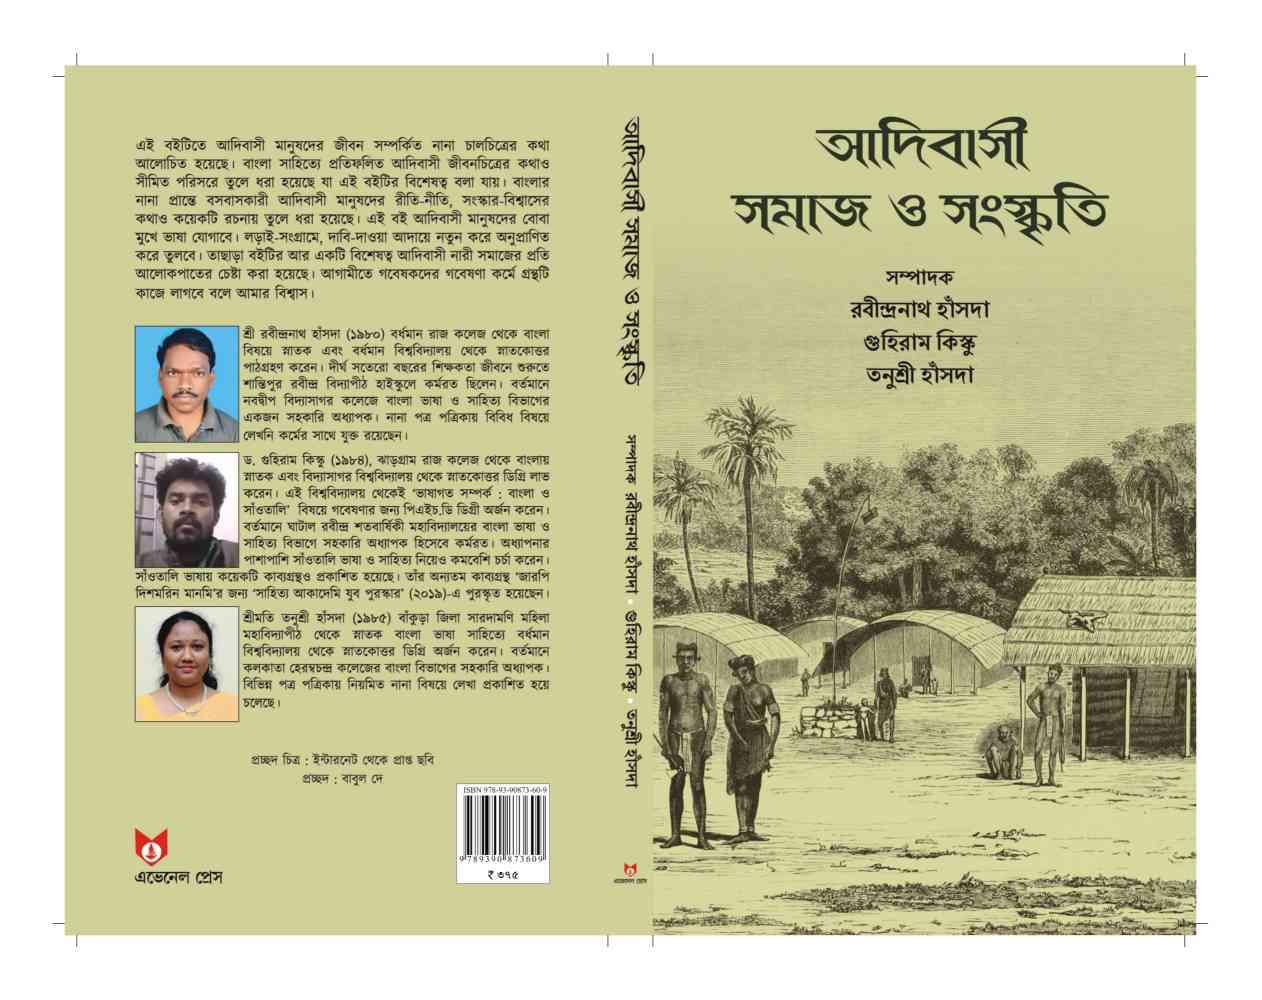 এই বইটিতে আদিবাসী মানুষদের জীবন সম্পর্কিত নানা চালচিত্রের কথা
আলোচিত হয়েছে। বাংলা সাহিত্যে প্রতিফলিত আদিবাসী জীবনচিত্রের কথাও
সীমিত পরিসরে তুলে ধরা হয়েছে যা এই বইটির বিশেষত্ব বলা যায়। বাংলার
নানা প্রান্তে বসবাসকারী আদিবাসী মানুষদের রীতি-নীতি, সংস্কার-বিশ্বাসের
কথাও কয়েকটি রচনায় তুলে ধরা হয়েছে। এই বই আদিবাসী মানুষদের বোবা
মুখে ভাষা যোগাবে। লড়াই-সংগ্রামে, দাবি-দাওয়া আদায়ে নতুন করে অনুপ্রাণিত
করে তুলবে। তাছাড়া বইটির আর একটি বিশেষত্ব আদিবাসী নারী সমাজের প্রতি
আলোকপাতের চেষ্টা করা হয়েছে। আগামীতে গবেষকদের গবেষণা কর্মে গ্রন্থটি
কাজে লাগবে বলে আমার বিশ্বাস।
শ্রী রবীন্দ্রনাথ হাঁসদা (১৯৮০) বর্ধমান রাজ কলেজ থেকে বাংলা
বিষয়ে স্নাতক এবং বর্ধমান বিশ্ববিদ্যালয় থেকে স্নাতকোত্তর
পাঠগ্রহণ করেন। দীর্ঘ সতেরো বছরের শিক্ষকতা জীবনে শুরুতে
শান্তিপুর রবীন্দ্র বিদ্যাপীঠ হাইস্কুলে কর্মরত ছিলেন। বর্তমানে
নবদ্বীপ বিদ্যাসাগর কলেজে বাংলা ভাষা ও সাহিত্য বিভাগের
একজন সহকারি অধ্যাপক। নানা পত্র পত্রিকায় বিবিধ বিষয়ে
লেখনি কর্মের সাথে যুক্ত রয়েছেন।
ড. গুহিরাম কিস্কু (১৯৮৪), ঝাড়গ্রাম রাজ কলেজ থেকে বাংলায়
স্নাতক এবং বিদ্যাসাগর বিশ্ববিদ্যালয় থেকে স্নাতকোত্তর ডিগ্রি লাভ
করেন। এই বিশ্ববিদ্যালয় থেকেই ‘ভাষাগত সম্পর্ক : বাংলা ও
সাঁওতালি’ বিষয়ে গবেষণার জন্য পিএইচ.ডি ডিগ্রী অর্জন করেন।
বর্তমানে ঘাটাল রবীন্দ্র শতবার্ষিকী মহাবিদ্যালয়ের বাংলা ভাষা ও
সাহিত্য বিভাগে সহকারি অধ্যাপক হিসেবে কর্মরত। অধ্যাপনার
পাশাপাশি সাঁওতালি ভাষা ও সাহিত্য নিয়েও কমবেশি চর্চা করেন।
সাঁওতালি ভাষায় কয়েকটি কাব্যগ্রন্থও প্রকাশিত হয়েছে। তাঁর অন্যতম কাব্যগ্রন্থ ‘জারপি
দিশমরিন মানমি’র জন্য ‘সাহিত্য আকাদেমি যুব পুরস্কার’ (২০১৯)-এ পুরস্কৃত হয়েছেন।
শ্রীমতি তনুশ্রী হাঁসদা (১৯৮৫) বাঁকুড়া জিলা সারদামণি মহিলা
মহাবিদ্যাপীঠ থেকে স্নাতক বাংলা ভাষা সাহিত্যে বর্ধমান
বিশ্ববিদ্যালয় থেকে স্নাতকোত্তর ডিগ্রি অর্জন করেন। বর্তমানে
কলকাতা হেরম্বচন্দ্র কলেজের বাংলা বিভাগের সহকারি অধ্যাপক।
বিভিন্ন পত্র পত্রিকায় নিয়মিত নানা বিষয়ে লেখা প্রকাশিত হয়ে
চলেছে।
প্রচ্ছদ চিত্র : ইন্টারনেট থেকে প্রাপ্ত ছবি
প্রচ্ছদ : বাবুল দে
এভেনেল প্রেস
ISBN 978-93-90873-60-9
9 789390 873609
₹ ৩৭৫
আদিবাসী সমাজ ও সংস্কৃতি
সম্পাদক রবীন্দ্রনাথ হাঁসদা • গুহিরাম কিস্কু • তনুশ্রী হাঁসদা
এভেনেল প্রেস
আদিবাসী
সমাজ ও সংস্কৃতি
সম্পাদক
রবীন্দ্রনাথ হাঁসদা
গুহিরাম কিস্কু
তনুশ্রী হাঁসদা